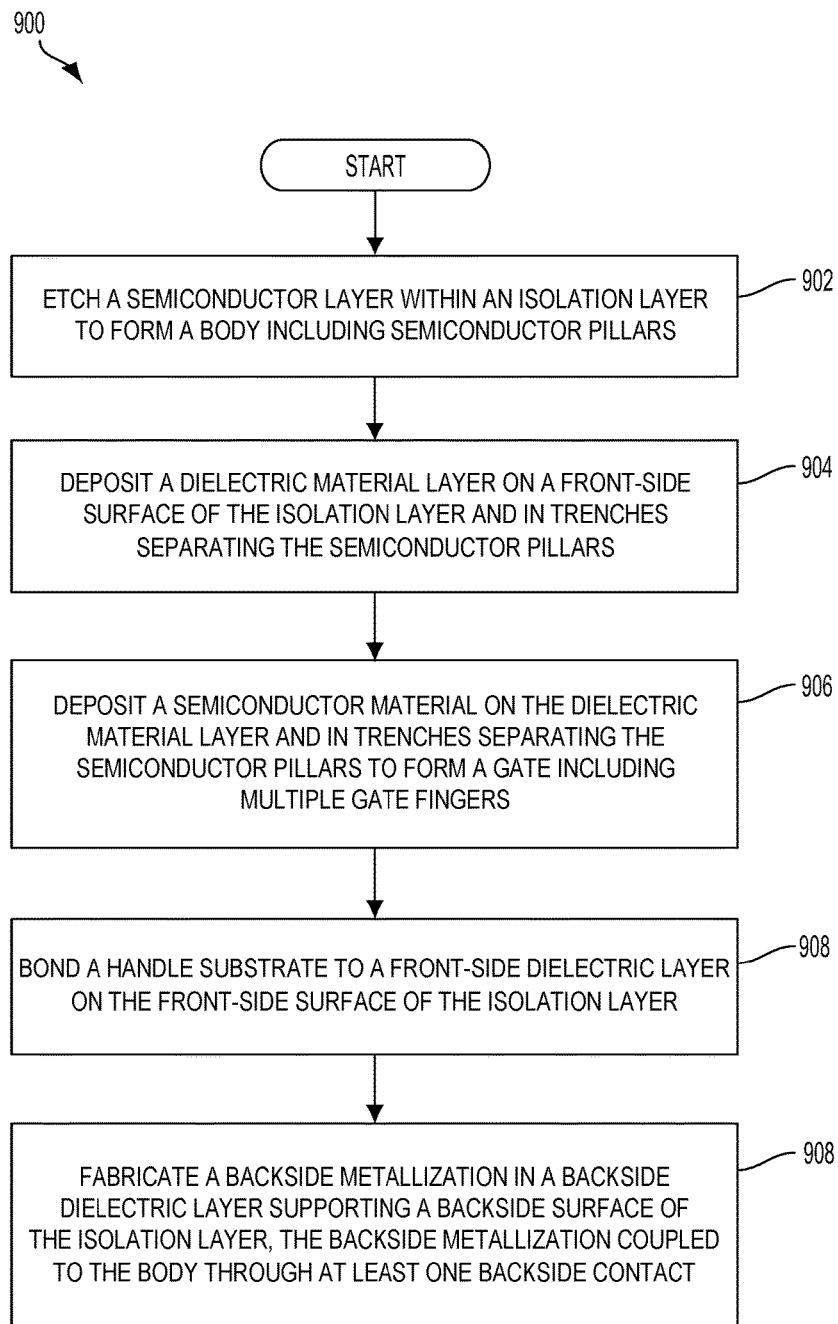 900
START
ETCH A SEMICONDUCTOR LAYER WITHIN AN ISOLATION LAYER
TO FORM A BODY INCLUDING SEMICONDUCTOR PILLARS
902
DEPOSIT A DIELECTRIC MATERIAL LAYER ON A FRONT-SIDE
SURFACE OF THE ISOLATION LAYER AND IN TRENCHES
SEPARATING THE SEMICONDUCTOR PILLARS
904
DEPOSIT A SEMICONDUCTOR MATERIAL ON THE DIELECTRIC
MATERIAL LAYER AND IN TRENCHES SEPARATING THE
SEMICONDUCTOR PILLARS TO FORM A GATE INCLUDING
MULTIPLE GATE FINGERS
906
BOND A HANDLE SUBSTRATE TO A FRONT-SIDE DIELECTRIC LAYER
ON THE FRONT-SIDE SURFACE OF THE ISOLATION LAYER
908
FABRICATE A BACKSIDE METALLIZATION IN A BACKSIDE
DIELECTRIC LAYER SUPPORTING A BACKSIDE SURFACE OF
THE ISOLATION LAYER, THE BACKSIDE METALLIZATION COUPLED
TO THE BODY THROUGH AT LEAST ONE BACKSIDE CONTACT
908